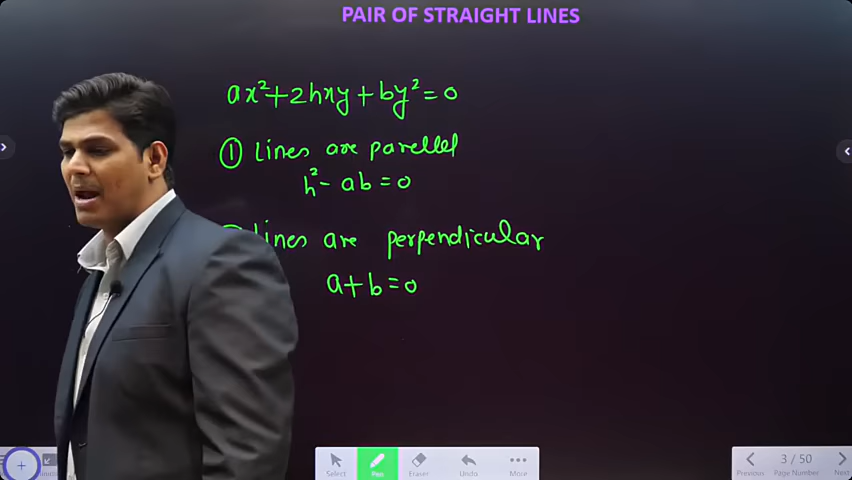 PAIR OF STRAIGHT LINES
ax²+2hxy+by²=0
① Lines are parellel
h²-ab=0
Lines are perpendicular
a+b=0
Select
Pen
Eraser
Undo
More
Previous
3 / 50
Page Number
Next